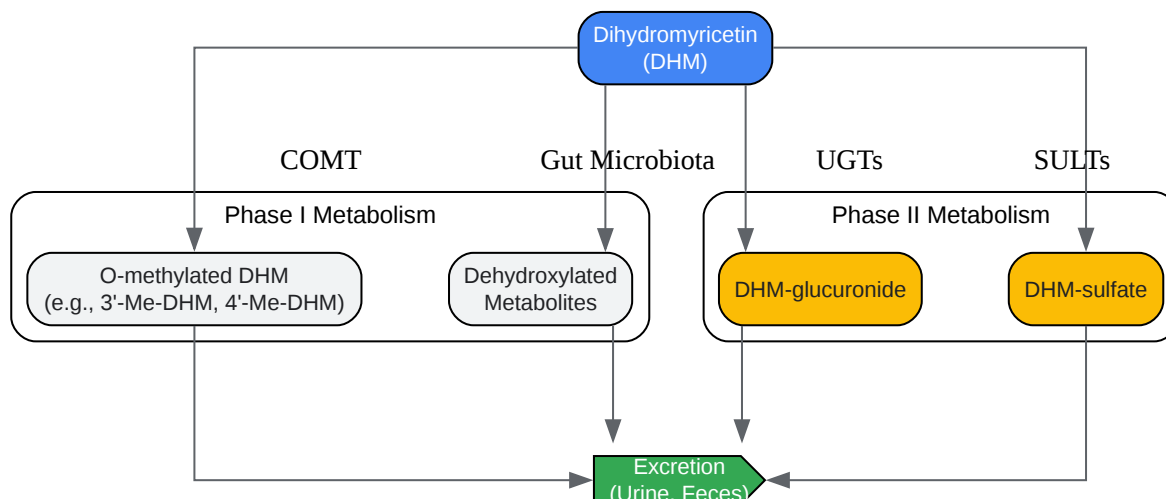 Dihydromyricetin
(DHM)
COMT
Gut Microbiota
UGTs
SULTs
Phase I Metabolism
Phase II Metabolism
O-methylated DHM
(e.g., 3'-Me-DHM, 4'-Me-DHM)
Dehydroxylated
Metabolites
DHM-glucuronide
DHM-sulfate
Excretion
(Urine, Feces)